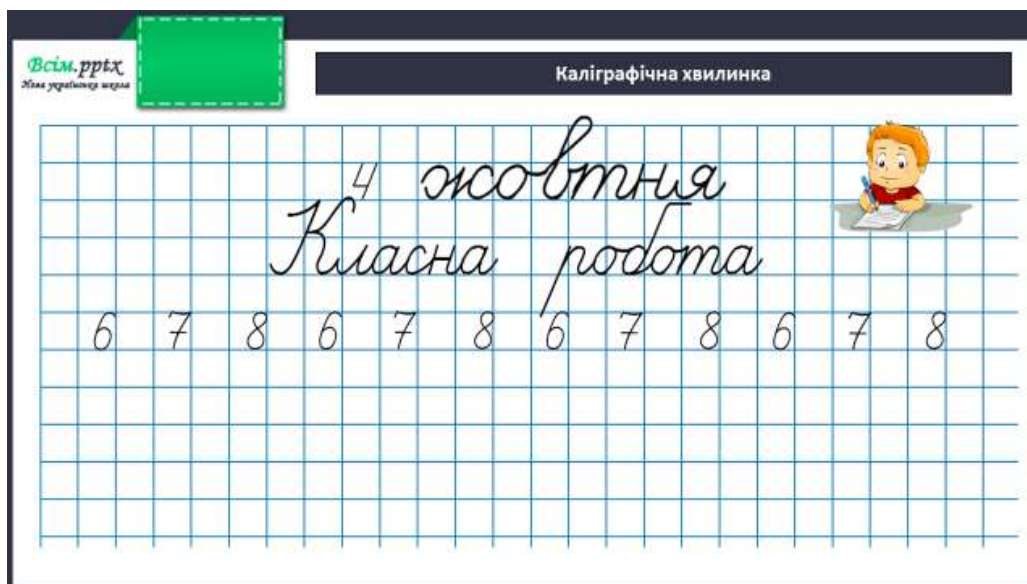 Всім.pptx
Нова українська школа
Каліграфічна хвилинка
4 жовтня
Класна робота
6 7 8 6 7 8 6 7 8 6 7 8